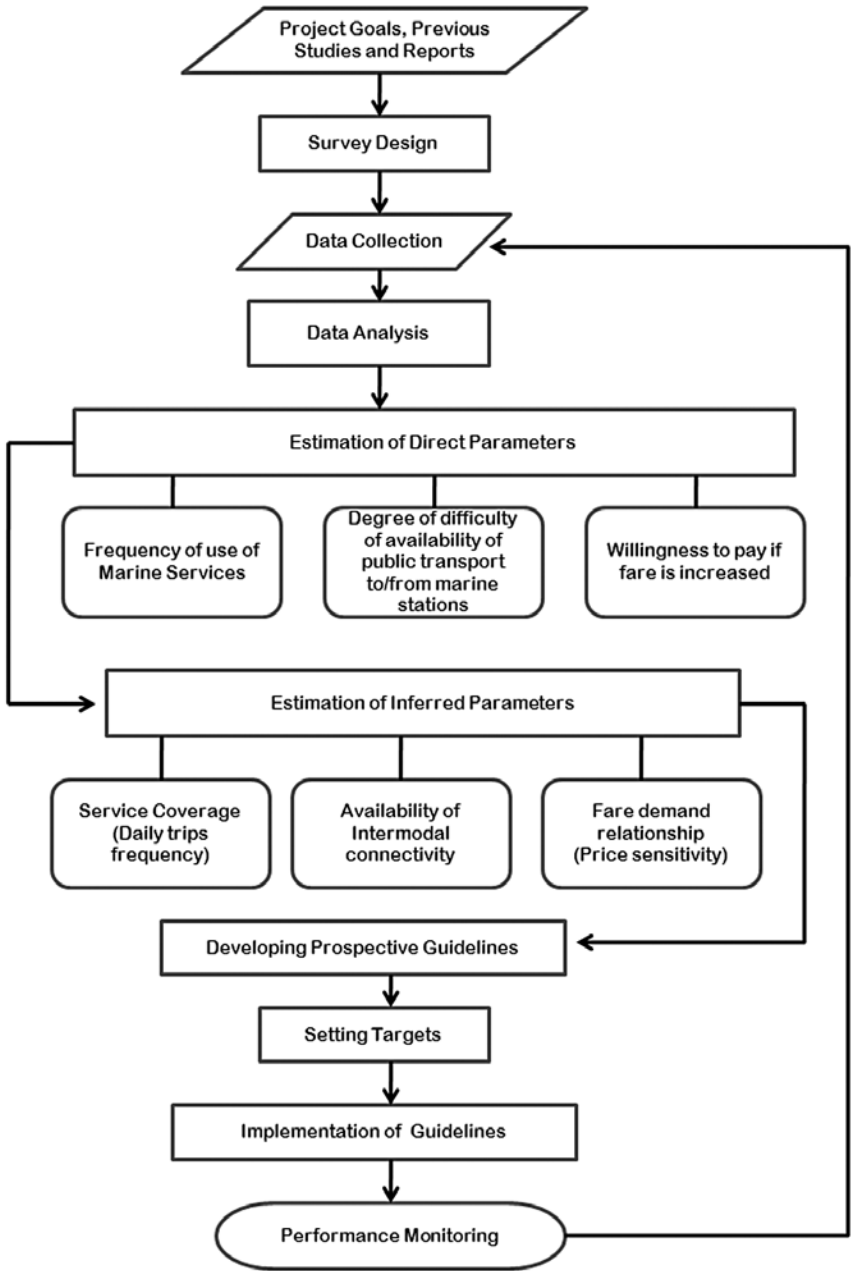 Project Goals, Previous
Studies and Reports
Survey Design
Data Collection
Data Analysis
Estimation of Direct Parameters
Frequency of use of
Marine Services
Degree of difficulty
of availability of
public transport
to/from marine
stations
Willingness to pay if
fare is increased
Estimation of Inferred Parameters
Service Coverage
(Daily trips
frequency)
Availability of
Intermodal
connectivity
Fare demand
relationship
(Price sensitivity)
Developing Prospective Guidelines
Setting Targets
Implementation of Guidelines
Performance Monitoring